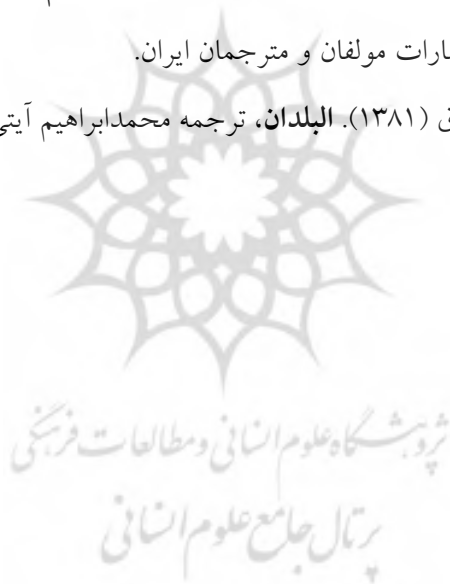 ارات مولفان و مترجمان ایران.
(۱۳۸۱). البلدان، ترجمه محمدابراهیم آیتی
پژوهشگاه علوم انسانی و مطالعات فرهنگی
پرتال جامع علوم انسانی